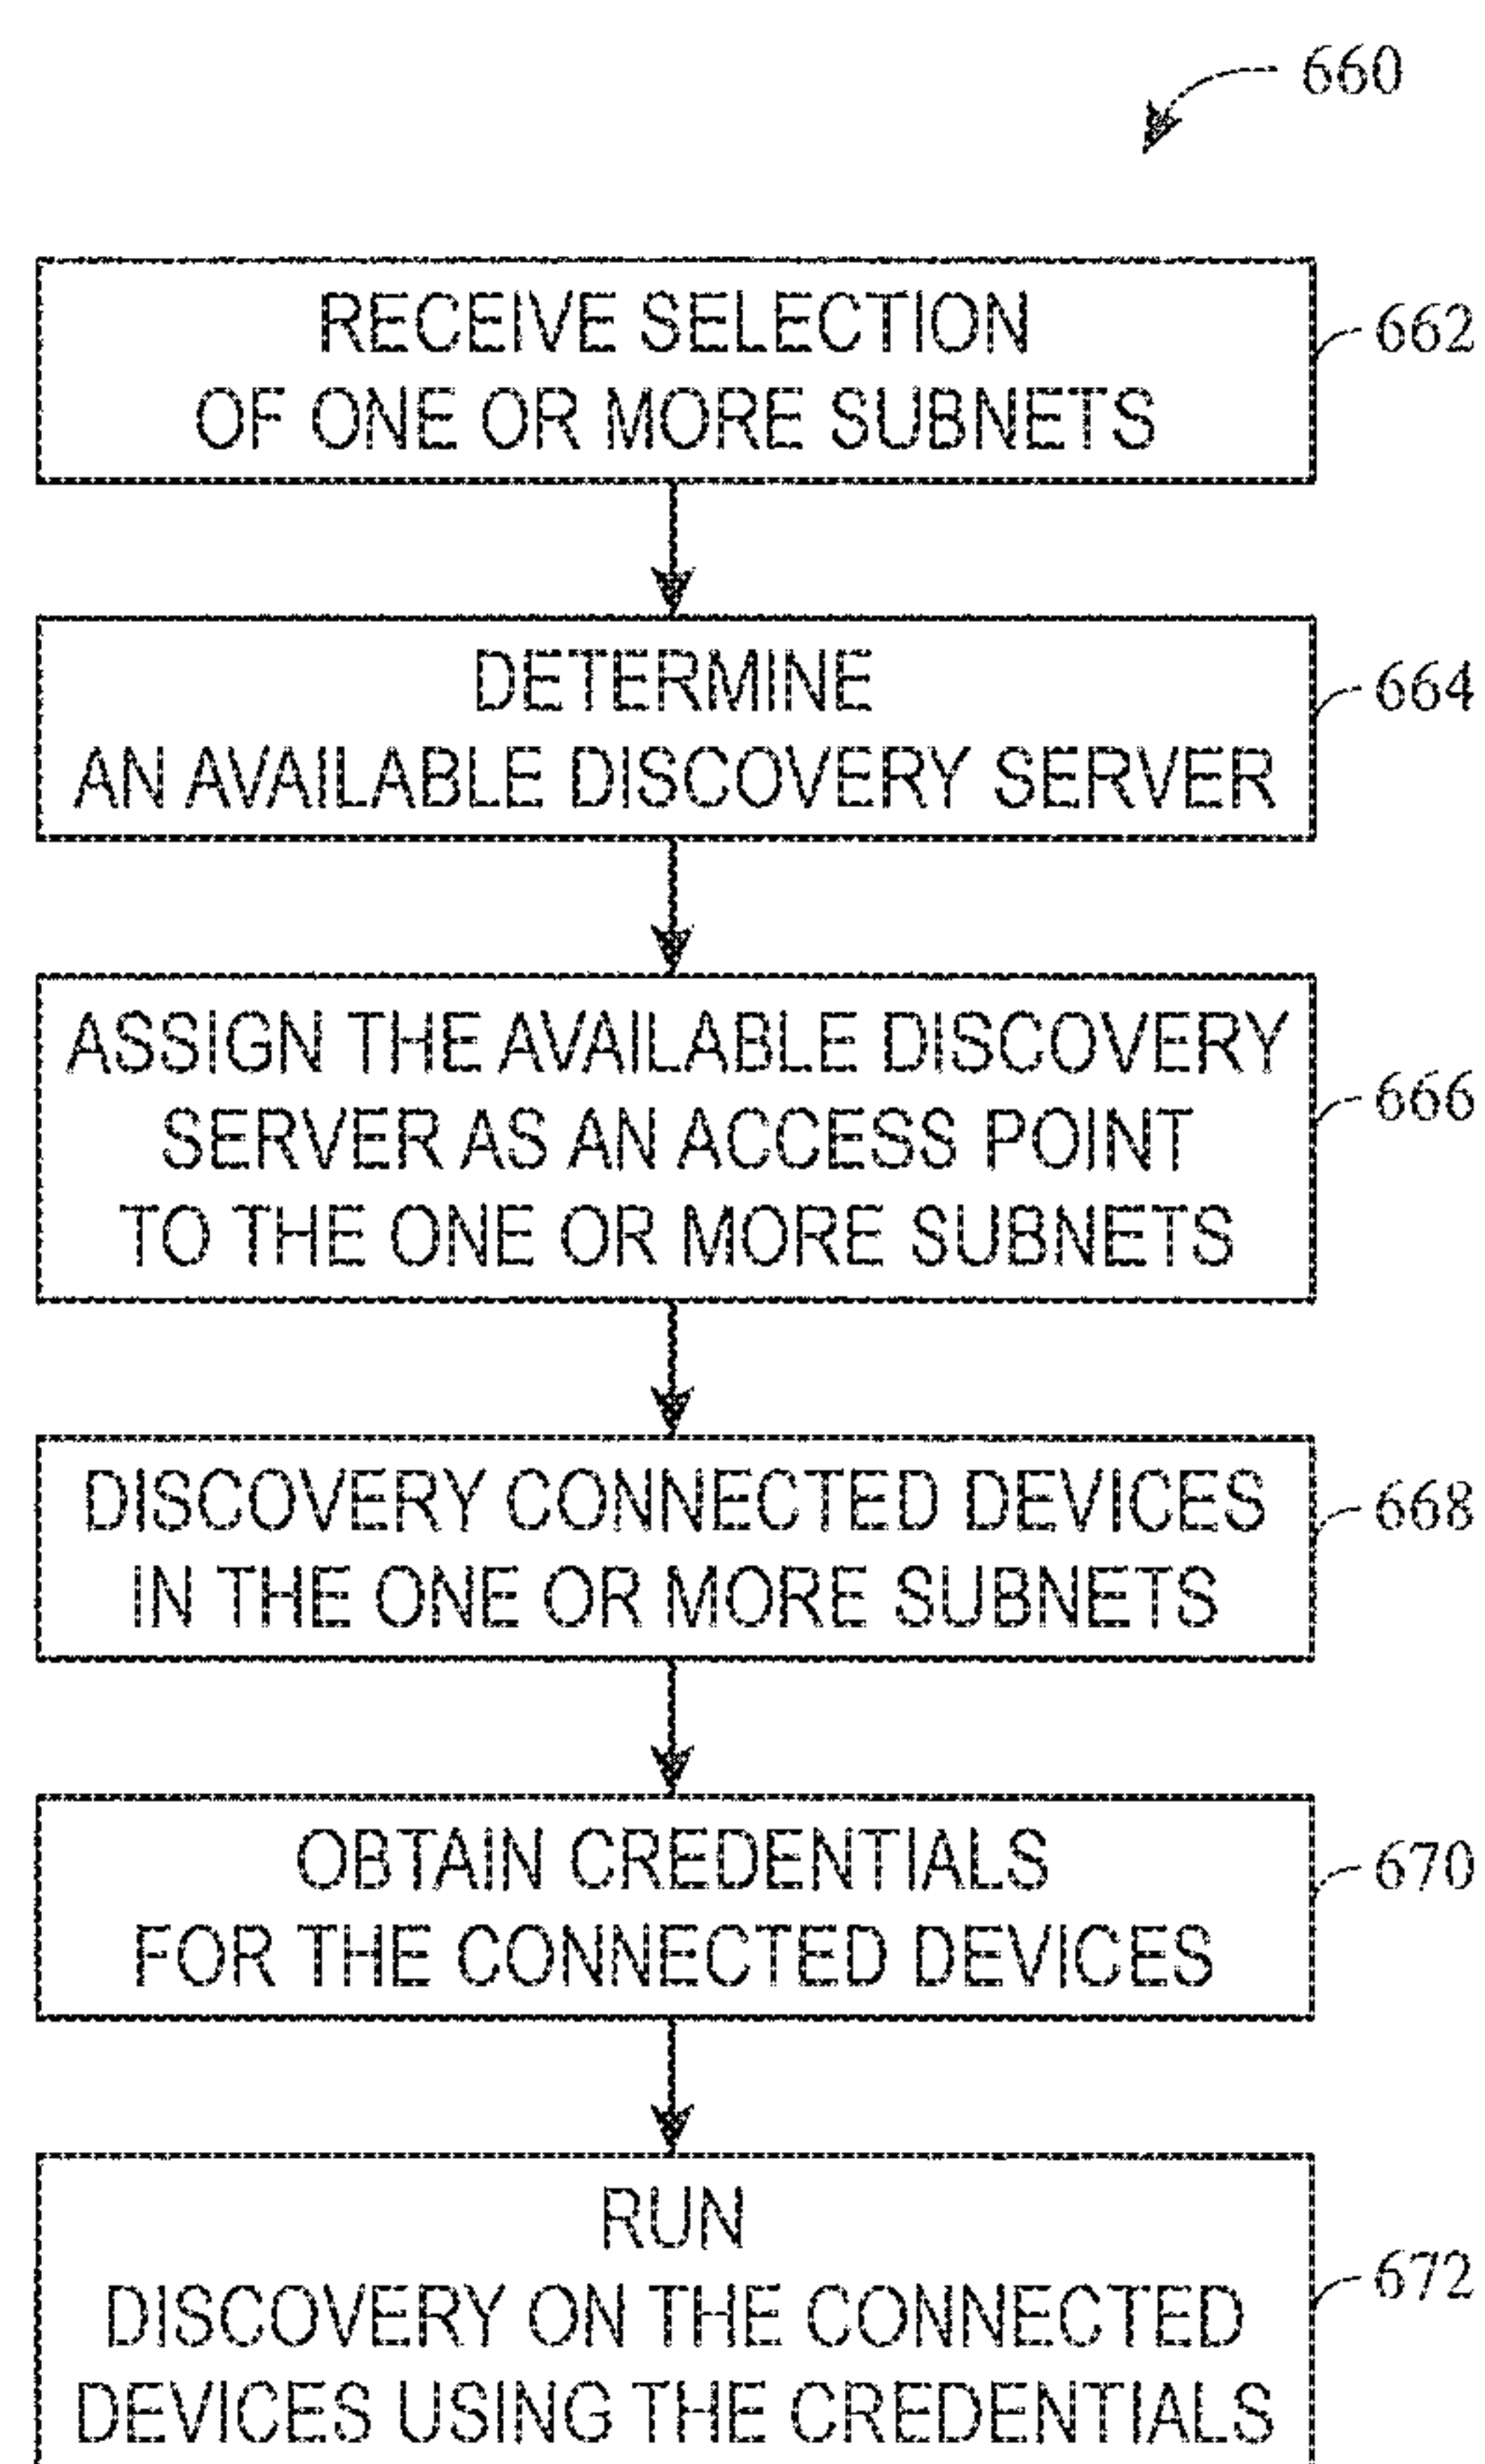 660
RECEIVE SELECTION
OF ONE OR MORE SUBNETS
662
DETERMINE
AN AVAILABLE DISCOVERY SERVER
664
ASSIGN THE AVAILABLE DISCOVERY
SERVER AS AN ACCESS POINT
TO THE ONE OR MORE SUBNETS
666
DISCOVERY CONNECTED DEVICES
IN THE ONE OR MORE SUBNETS
668
OBTAIN CREDENTIALS
FOR THE CONNECTED DEVICES
670
RUN
DISCOVERY ON THE CONNECTED
DEVICES USING THE CREDENTIALS
672